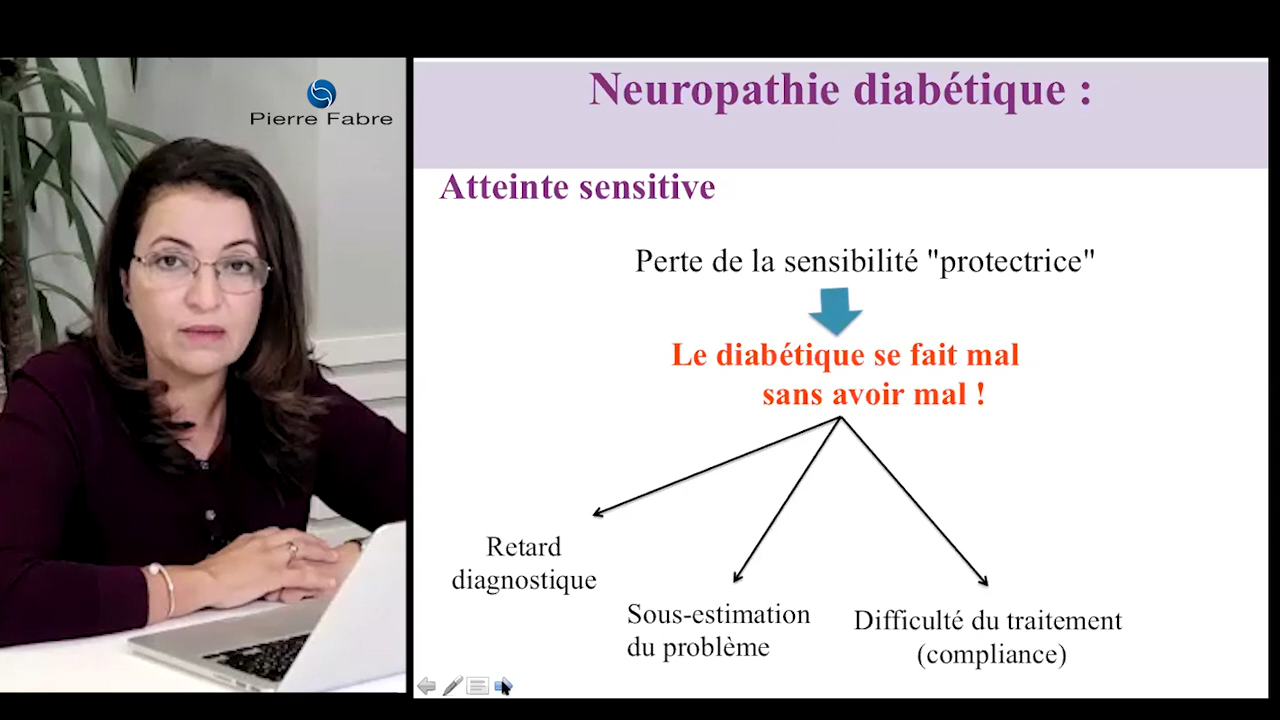 Pierre Fabre
Neuropathie diabétique :
Atteinte sensitive
Perte de la sensibilité "protectrice"
Le diabétique se fait mal
sans avoir mal !
Retard
diagnostique
Sous-estimation
du problème
Difficulté du traitement
(compliance)